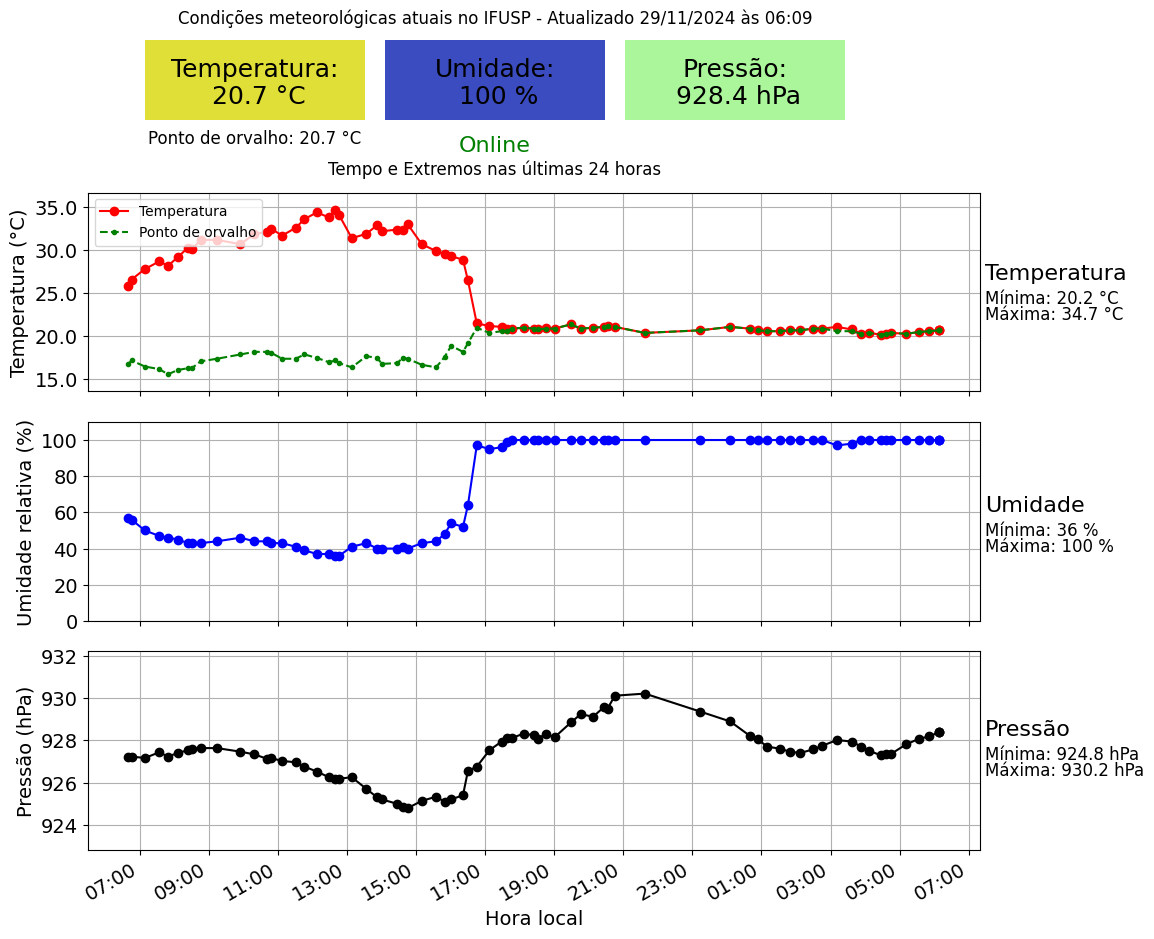 Condições meteorológicas atuais no IFUSP - Atualizado 29/11/2024 às 06:09
Temperatura:
20.7 °C
Umidade:
100 %
Pressão:
928.4 hPa
Ponto de orvalho: 20.7 °C
Online
Tempo e Extremos nas últimas 24 horas
Temperatura (°C)
35.0
30.0
25.0
20.0
15.0
Temperatura
Ponto de orvalho
Temperatura
Mínima: 20.2 °C
Máxima: 34.7 °C
Umidade relativa (%)
100
80
60
40
20
0
Umidade
Mínima: 36 %
Máxima: 100 %
Pressão (hPa)
932
930
928
926
924
Pressão
Mínima: 924.8 hPa
Máxima: 930.2 hPa
07:00
09:00
11:00
13:00
15:00
17:00
19:00
21:00
23:00
01:00
03:00
05:00
07:00
Hora local